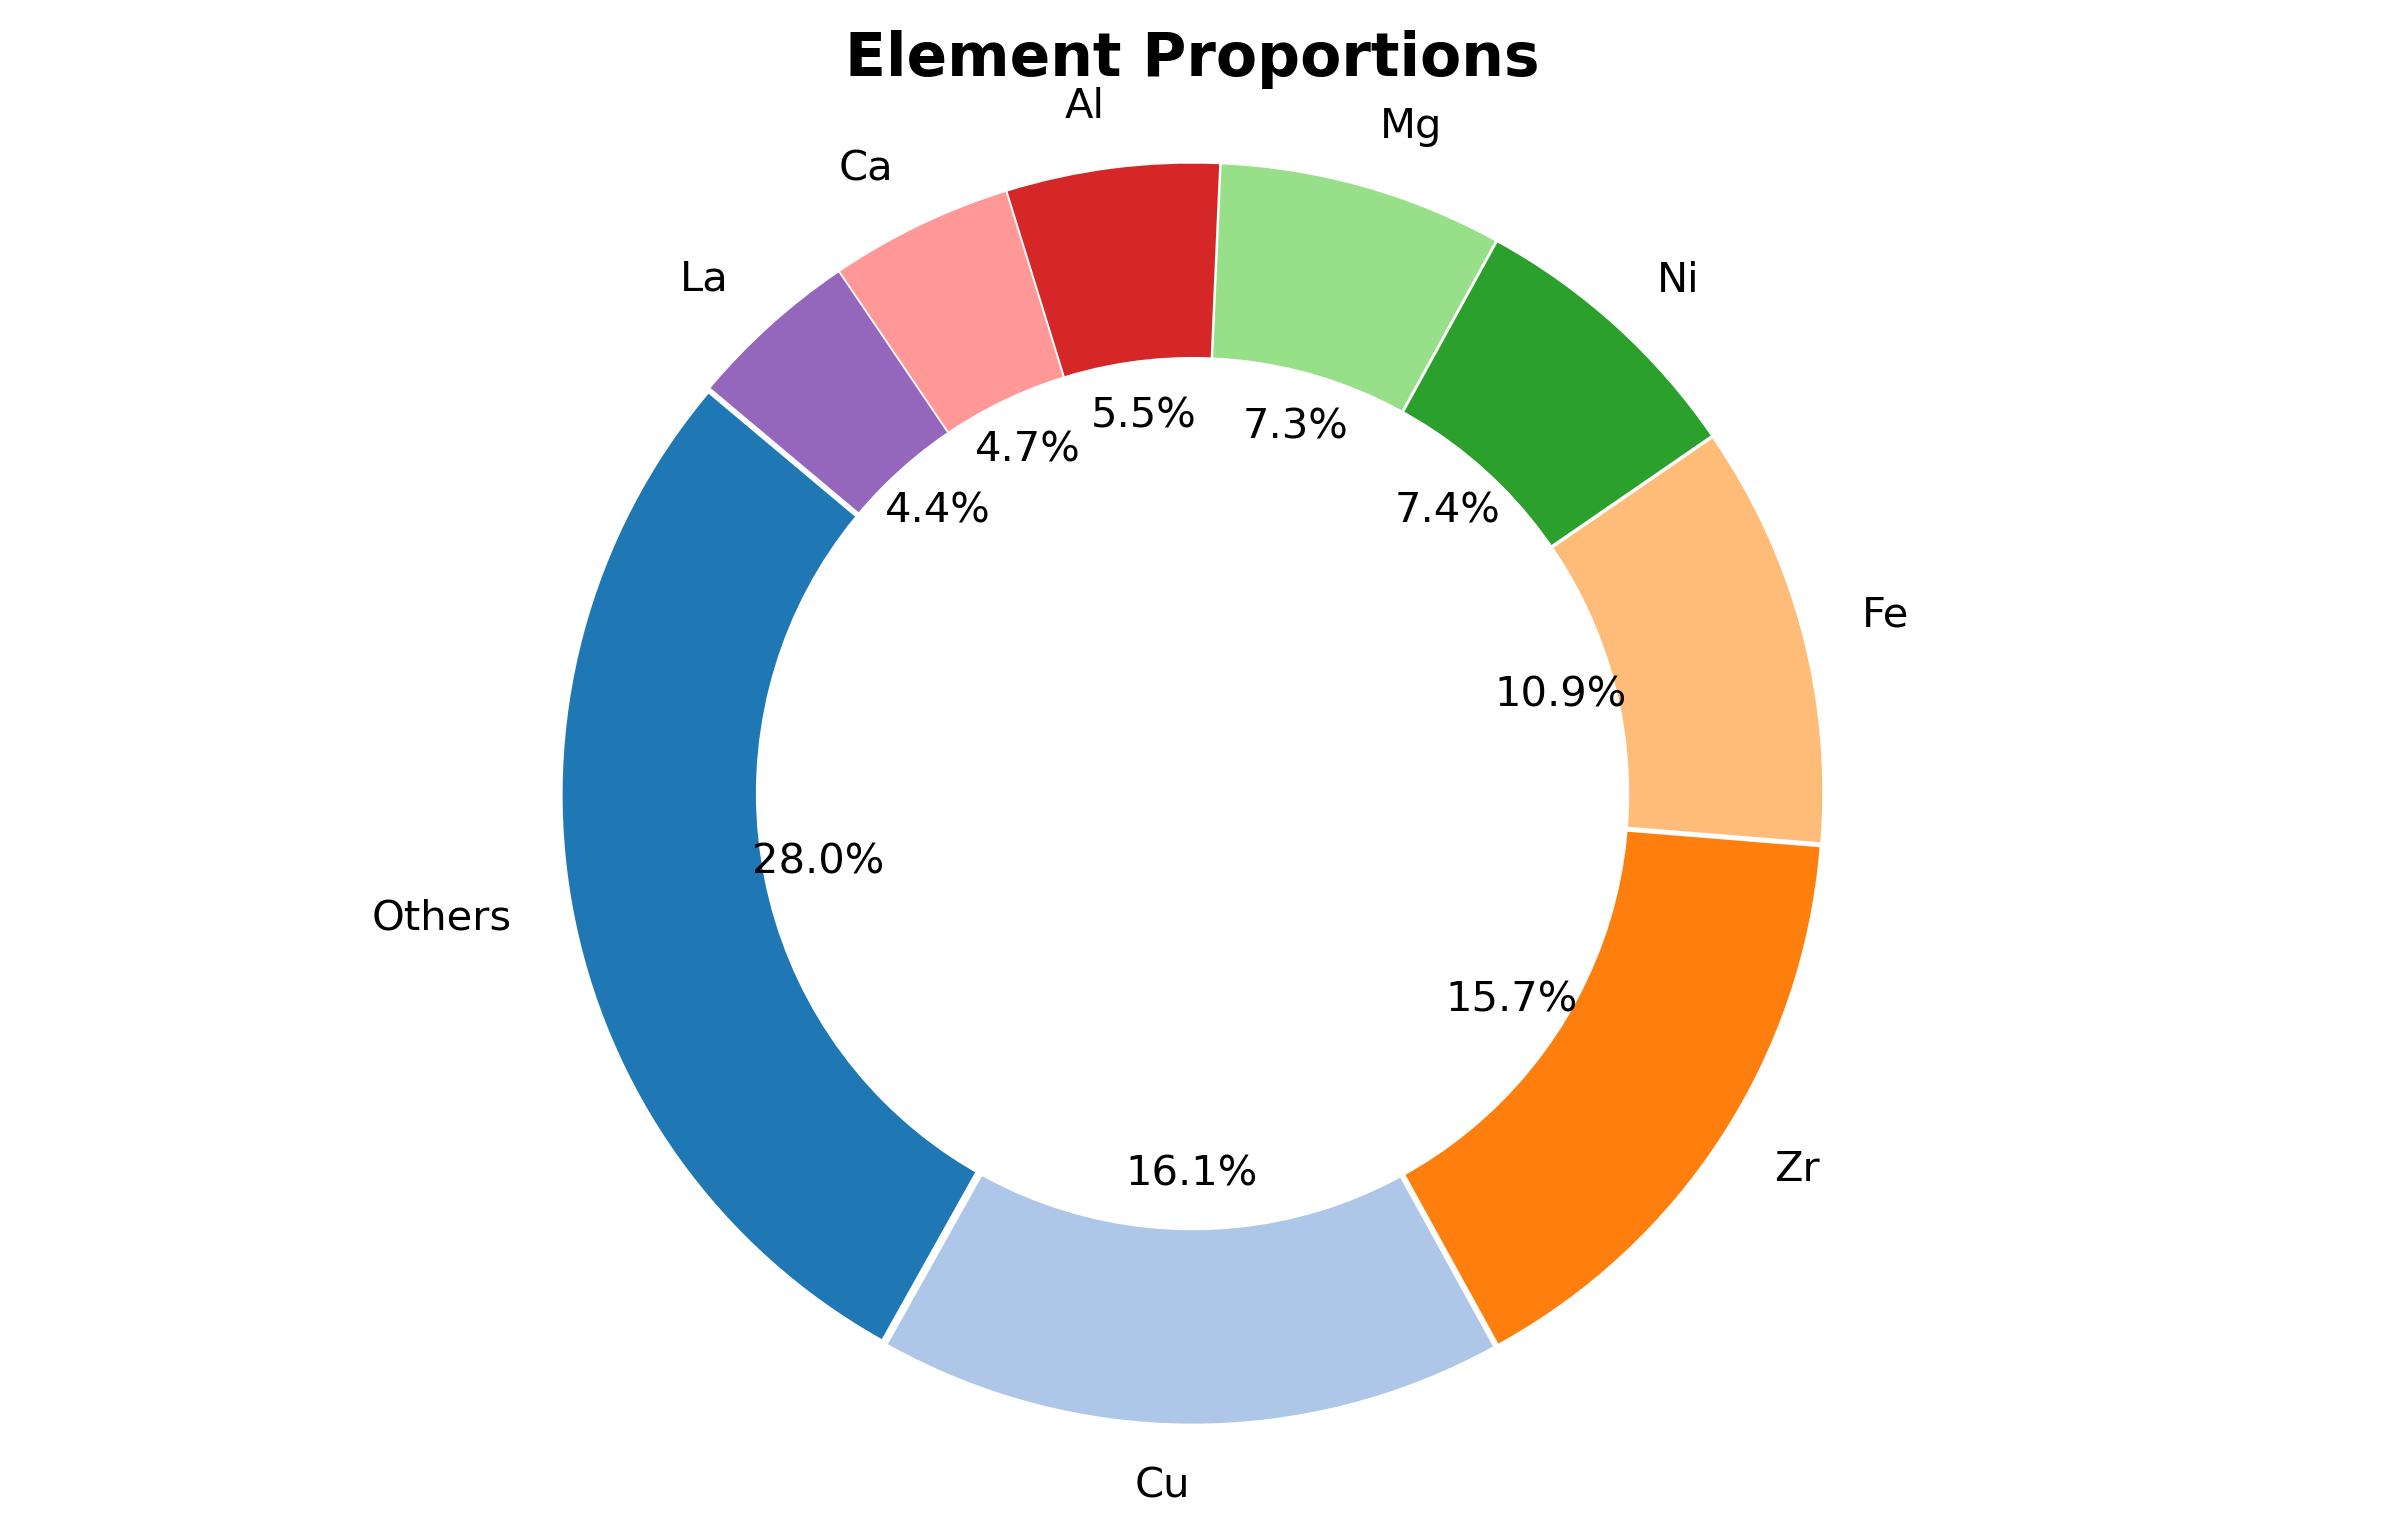 Element Proportions
Al
Mg
Ca
La
Ni
5.5%
7.3%
4.7%
4.4%
7.4%
Fe
10.9%
28.0%
Others
15.7%
Zr
16.1%
Cu